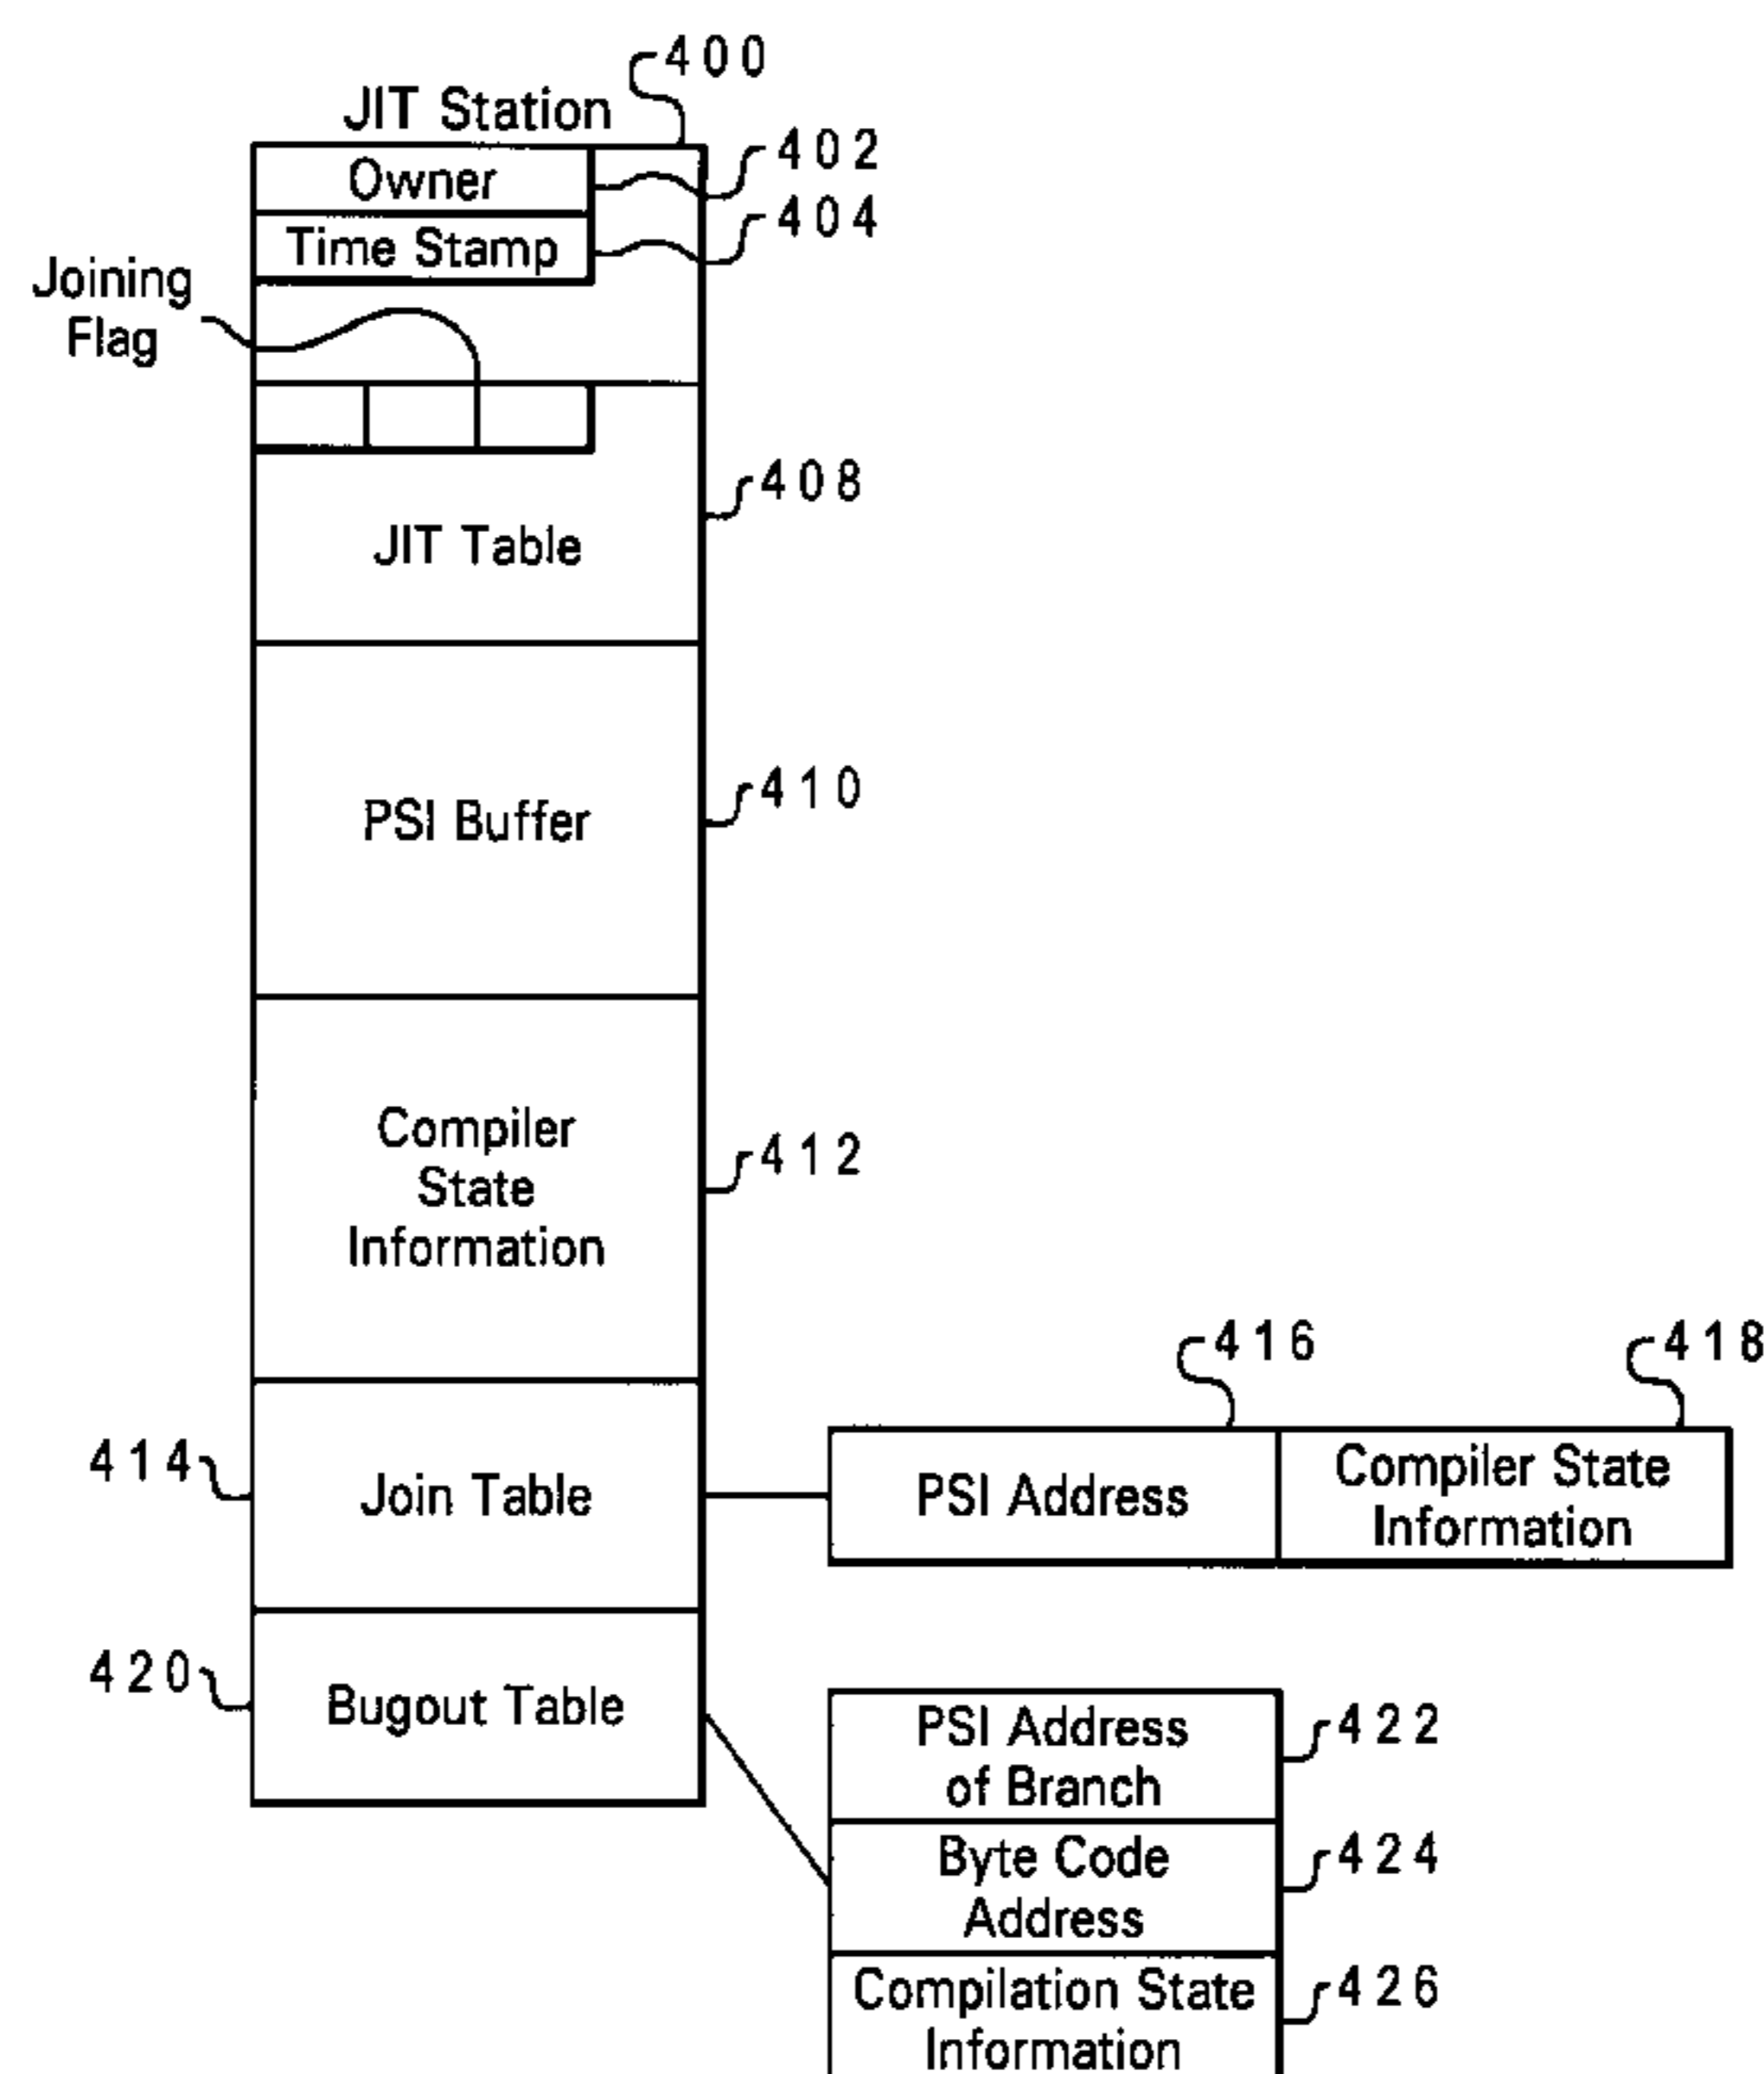 400
JIT Station
Owner
402
Time Stamp
404
Joining
Flag
JIT Table
408
PSI Buffer
410
Compiler
State
Information
412
416
418
414
Join Table
PSI Address
Compiler State
Information
420
Bugout Table
PSI Address
of Branch
422
Byte Code
Address
424
Compilation State
Information
426